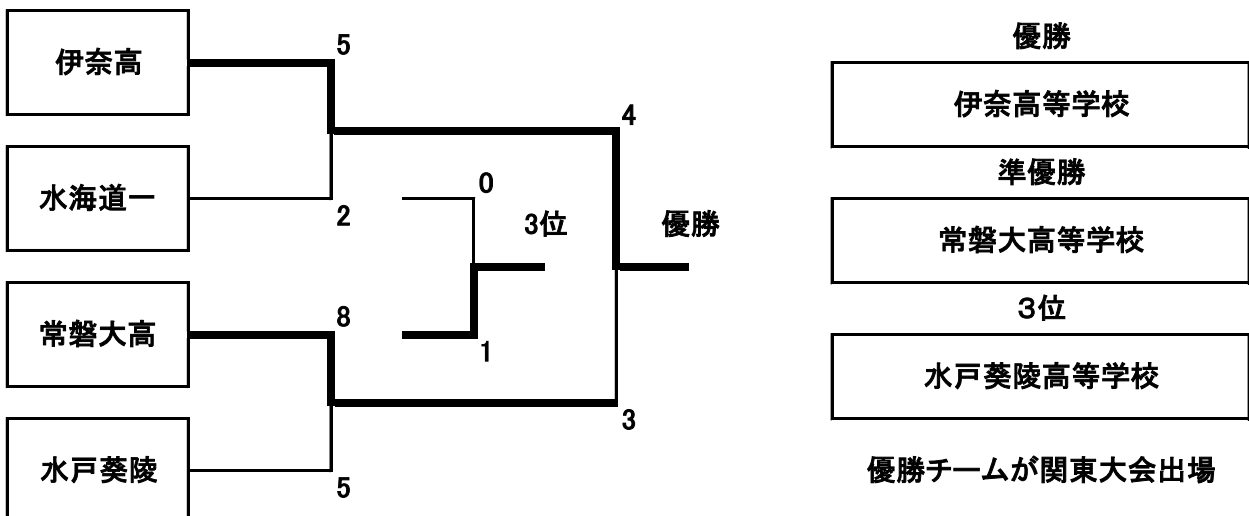 伊奈高
水海道一
常磐大高
水戸葵陵
5
2
8
5
0
3位
1
4
優勝
3
優勝
伊奈高等学校
準優勝
常磐大高等学校
３位
水戸葵陵高等学校
優勝チームが関東大会出場